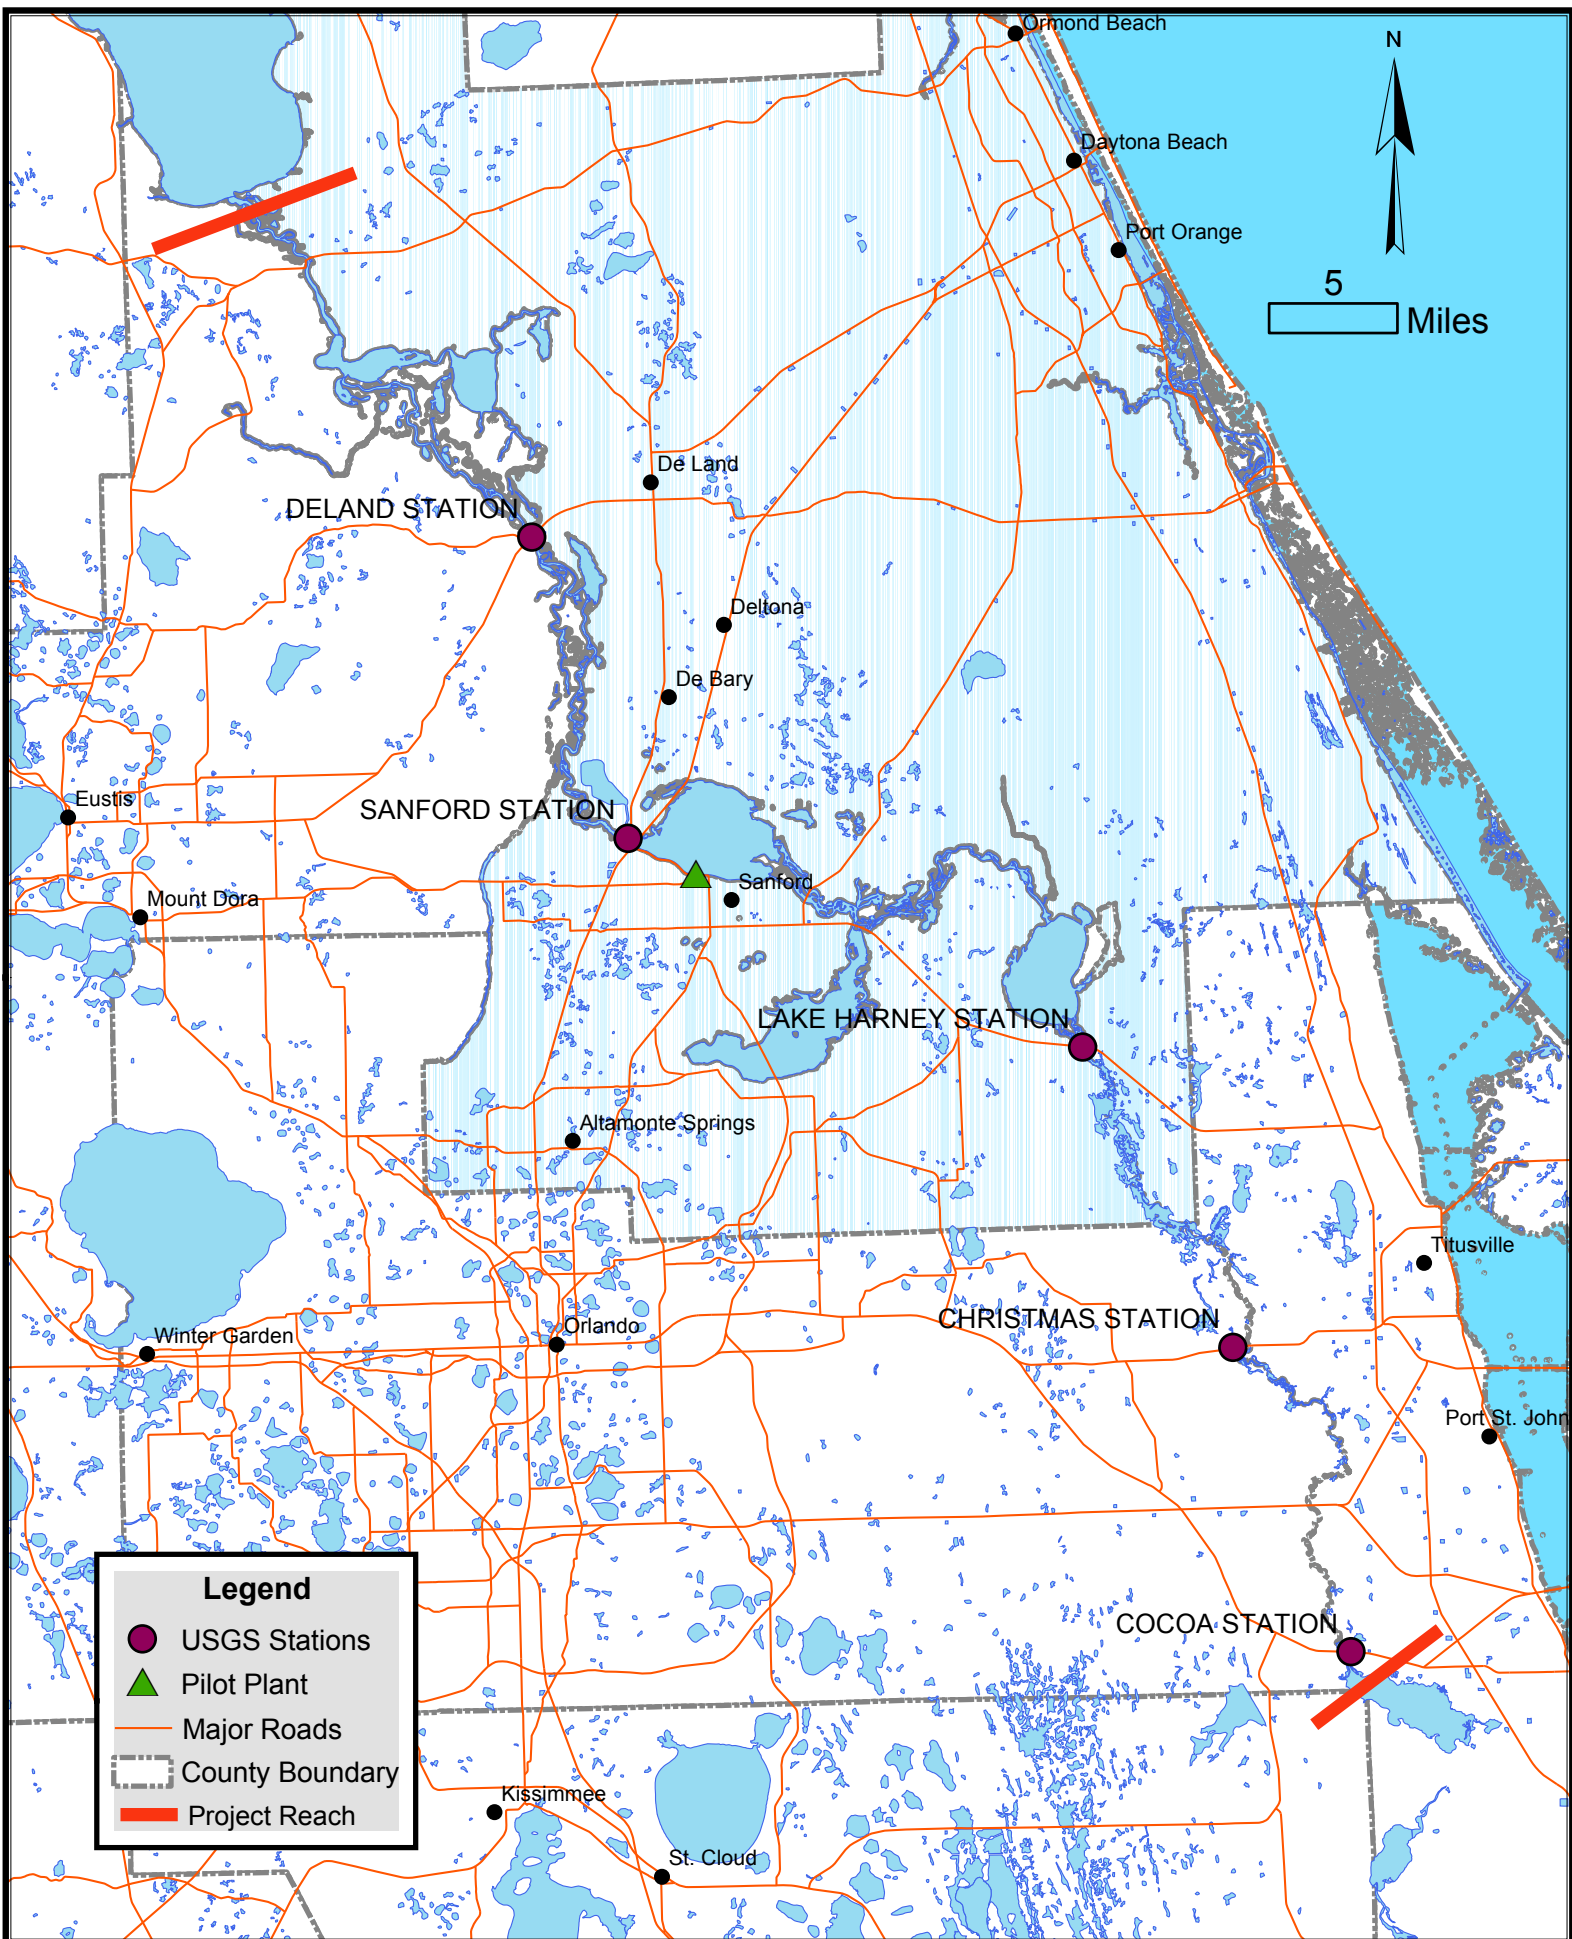 Ormond Beach
N
Daytona Beach
Port Orange
5
Miles
De Land
DELAND STATION
Deltona
De Bary
Eustis
SANFORD STATION
Sanford
Mount Dora
LAKE HARNEY STATION
Altamonte Springs
Titusville
CHRISTMAS STATION
Orlando
Winter Garden
Port St. John
Legend
USGS Stations
Pilot Plant
Major Roads
County Boundary
Project Reach
COCOA STATION
Kissimmee
St. Cloud